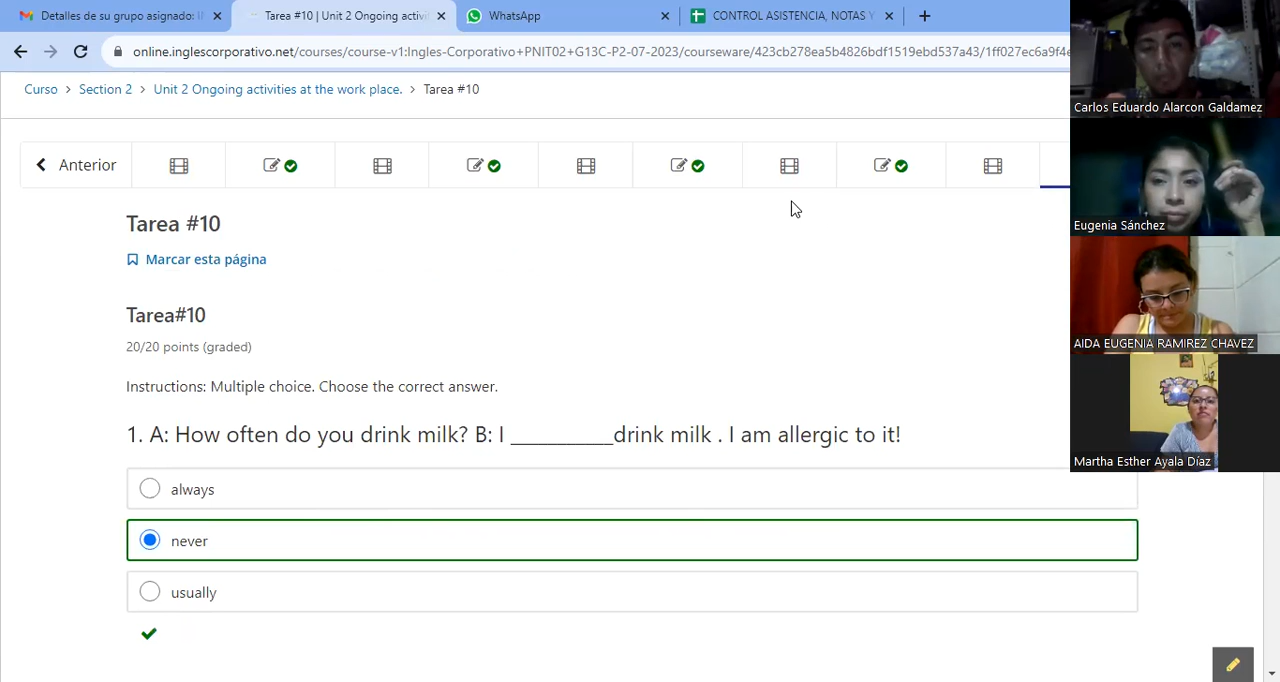 Detalles de su grupo asignado: I
Tarea #10 | Unit 2 Ongoing activi
WhatsApp
CONTROL ASISTENCIA, NOTAS Y
online.inglescorporativo.net/courses/course-v1:Ingles-Corporativo+PNIT02+G13C-P2-07-2023/courseware/423cb278ea5b4826bdf1519ebd537a43/1ff027ec6a9f4e
Curso > Section 2 > Unit 2 Ongoing activities at the work place. > Tarea #10
Anterior
Tarea #10
Marcar esta página
Tarea#10
20/20 points (graded)
Instructions: Multiple choice. Choose the correct answer.
1. A: How often do you drink milk? B: I __________drink milk . I am allergic to it!
always
never
usually
Carlos Eduardo Alarcon Galdamez
Eugenia Sánchez
AIDA EUGENIA RAMIREZ CHAVEZ
Martha Esther Ayala Díaz